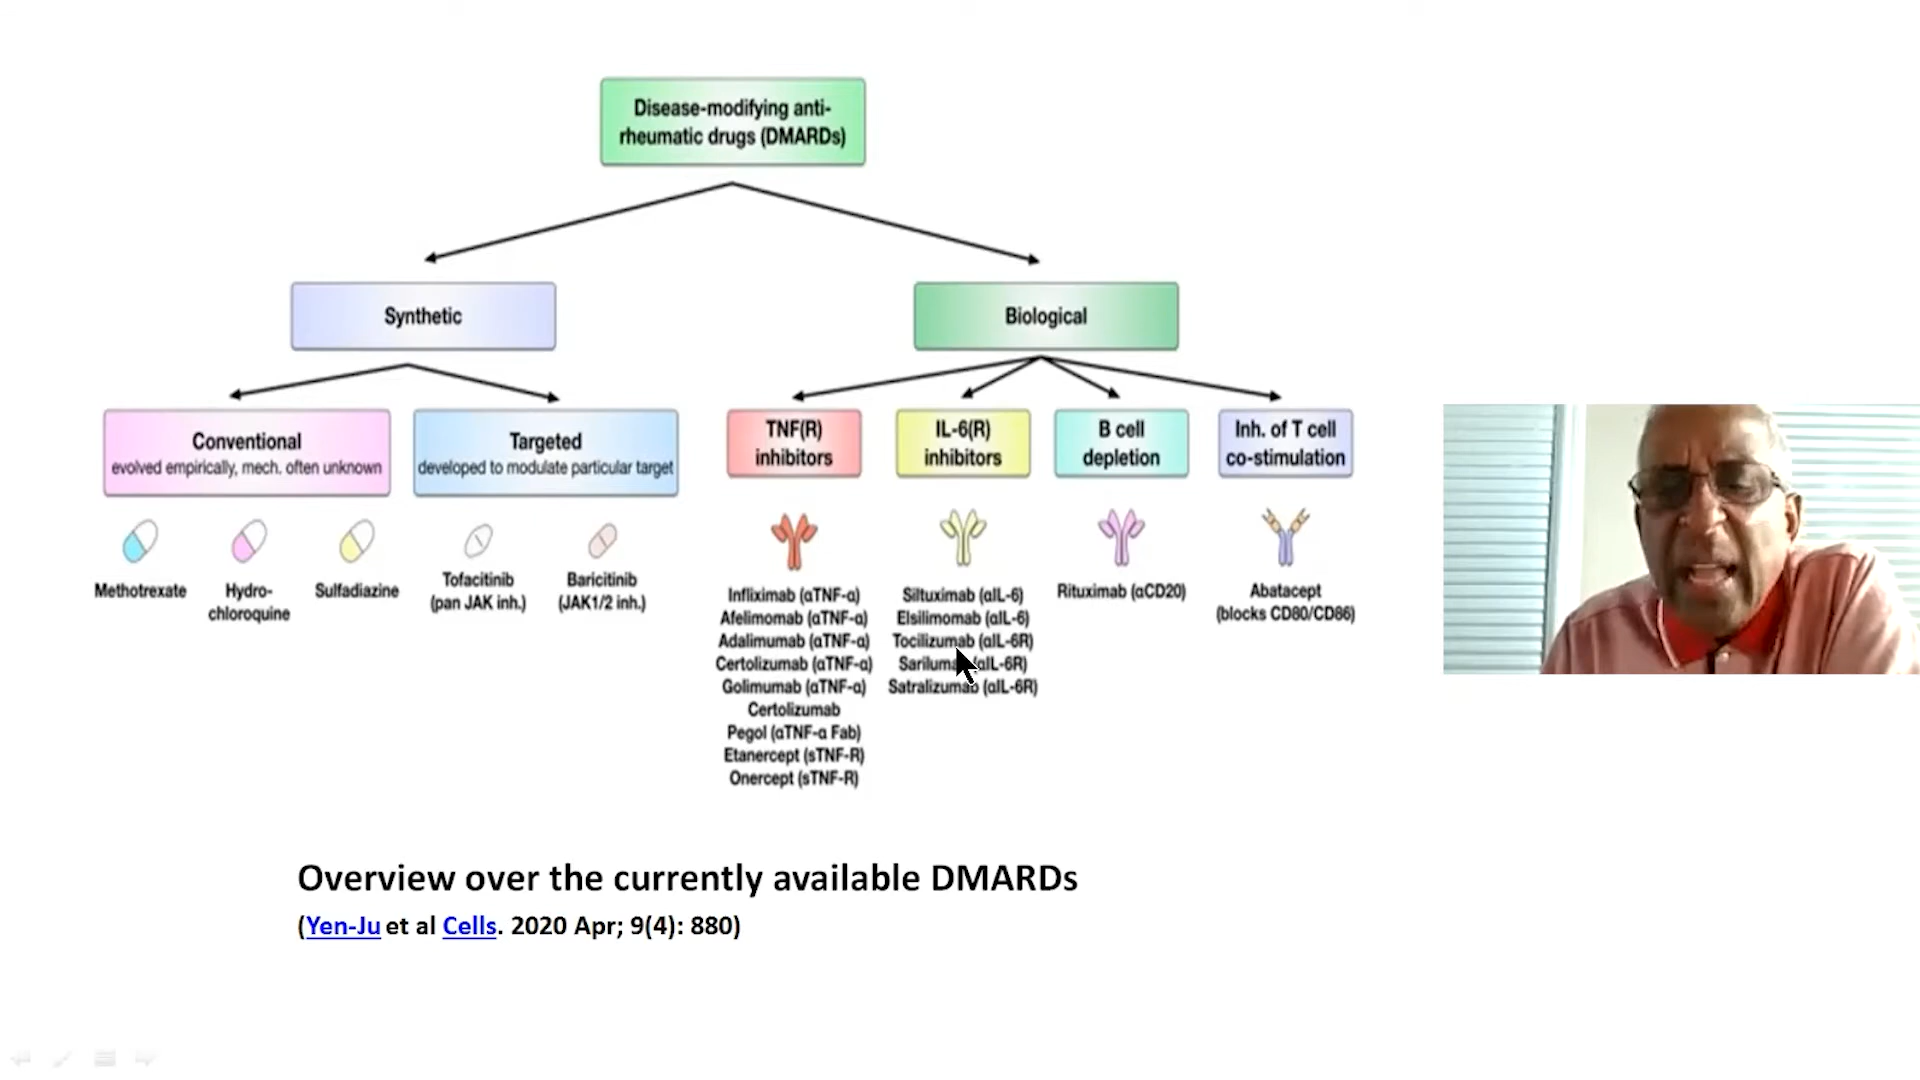 Disease-modifying anti-
rheumatic drugs (DMARDs)
Synthetic
Biological
Conventional
evolved empirically, mech. often unknown
Targeted
developed to modulate particular target
TNF(R)
inhibitors
IL-6(R)
inhibitors
B cell
depletion
Inh. of T cell
co-stimulation
Methotrexate
Hydro-
chloroquine
Sulfadiazine
Tofacitinib
(pan JAK inh.)
Baricitinib
(JAK1/2 inh.)
Infliximab (αTNF-α)
Afelimomab (αTNF-α)
Adalimumab (αTNF-α)
Certolizumab (αTNF-α)
Golimumab (αTNF-α)
Certolizumab
Pegol (αTNF-α Fab)
Etanercept (sTNF-R)
Onercept (sTNF-R)
Siltuximab (αIL-6)
Elsilimomab (αIL-6)
Tocilizumab (αIL-6R)
(αIL-6R)
Satralizumab (αIL-6R)
Rituximab (αCD20)
Abatacept
(blocks CD80/CD86)
Overview over the currently available DMARDs
(Yen-Ju et al Cells. 2020 Apr; 9(4): 880)